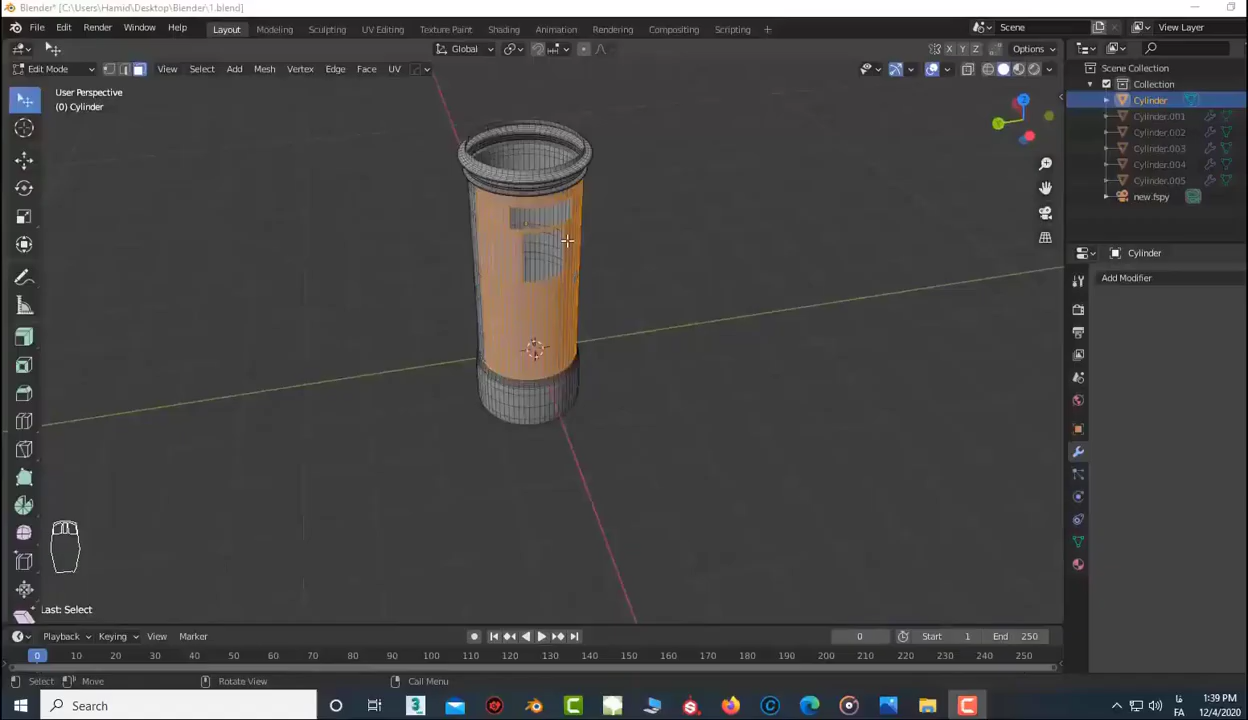 Blender* [C:\Users\Hamid\Desktop\Blender\1.blend]
File Edit Render Window Help Layout Modeling Sculpting UV Editing Texture Paint Shading Animation Rendering Compositing Scripting + Scene View Layer
Global X Y Z Options
Edit Mode View Select Add Mesh Vertex Edge Face UV
User Perspective
(0) Cylinder
Z
Y
Scene Collection
Collection
Cylinder
Cylinder.001
Cylinder.002
Cylinder.003
Cylinder.004
Cylinder.005
new.fspy
Cylinder
Add Modifier
Last: Select
Playback Keying View Marker 0 Start 1 End 250
0 10 20 30 40 50 60 70 80 90 100 110 120 130 140 150 160 170 180 190 200 210 220 230 240 250
Select Move Rotate View Call Menu
Search
3
1:39 PM
فا
FA
12/4/2020